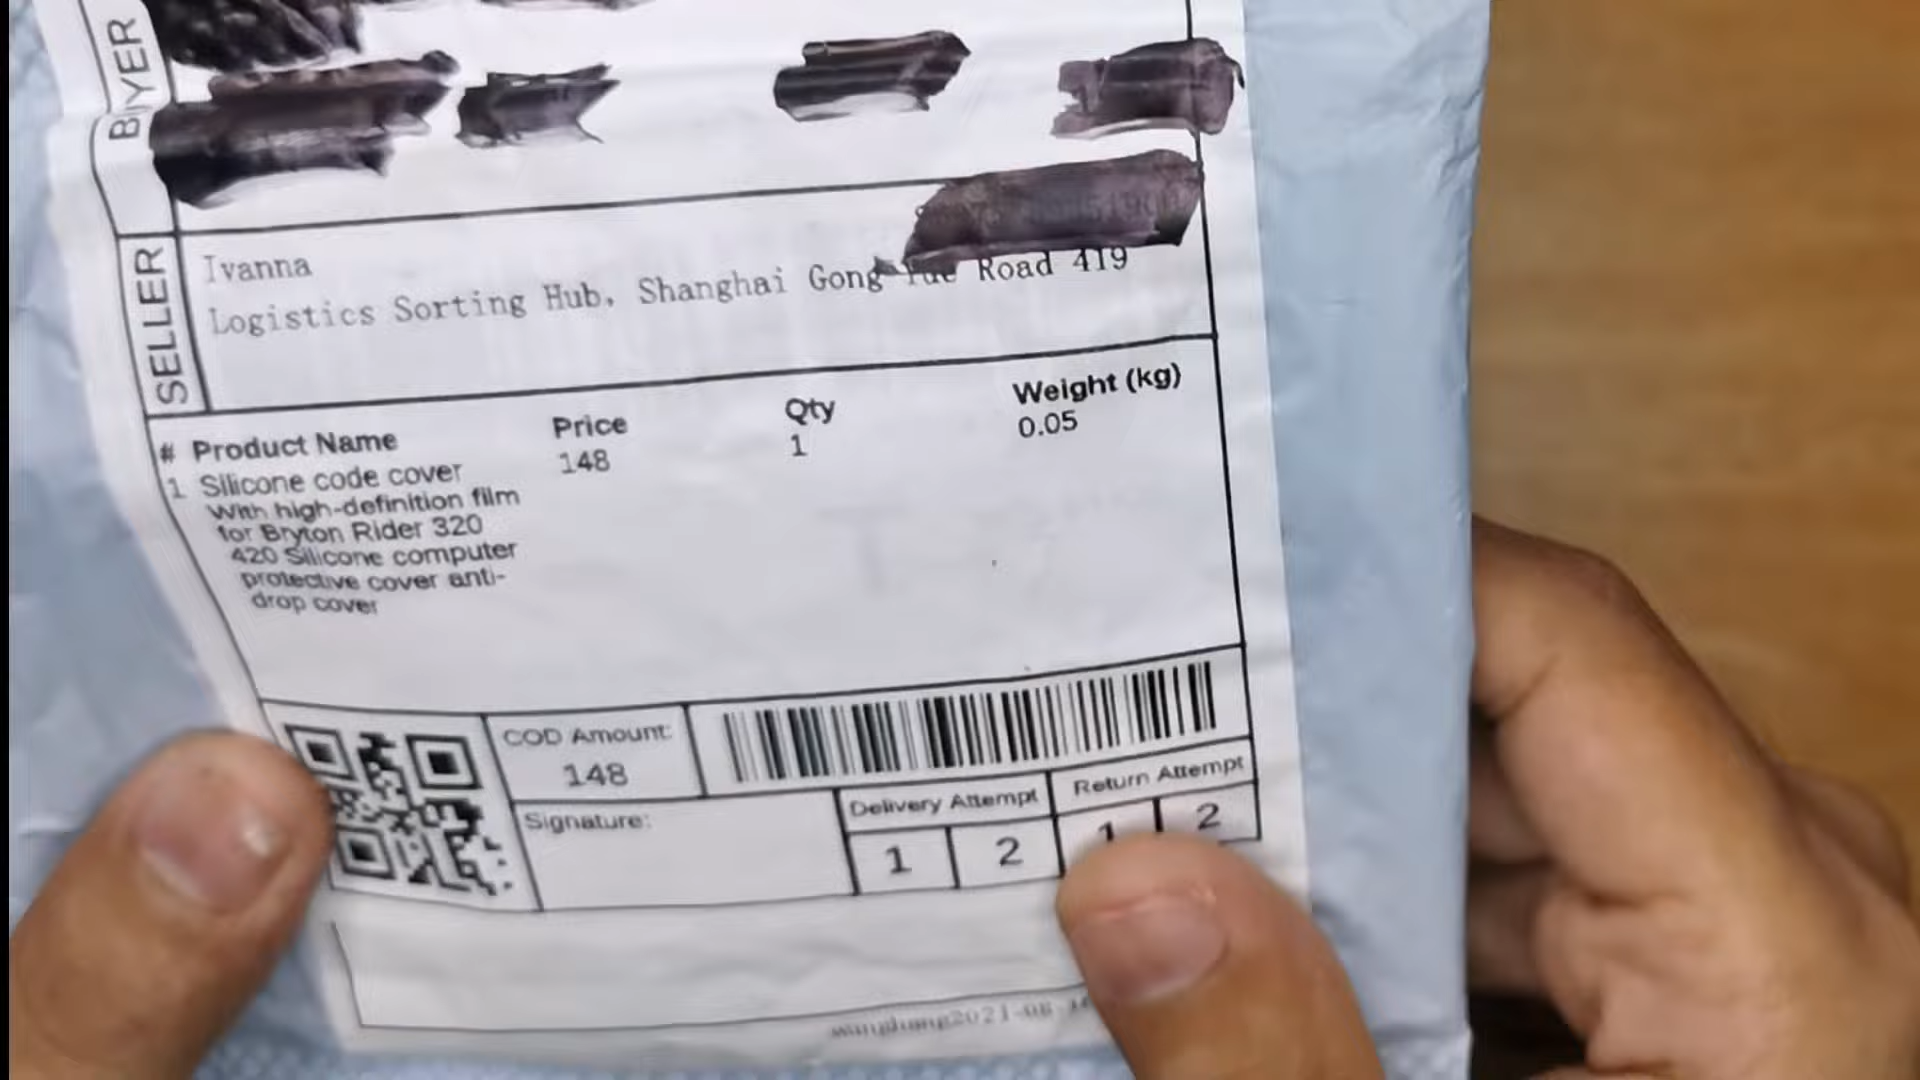 BUYER
SELLER
Ivanna
Logistics Sorting Hub, Shanghai Gong Road 419
# Product Name Price Qty Weight (kg)
1 Silicone code cover 148 1 0.05
With high-definition film
for Bryton Rider 320
420 Silicone computer
protective cover anti-
drop cover
COD Amount:
148
Signature:
Delivery Attempt
Return Attempt
1 2 1 2